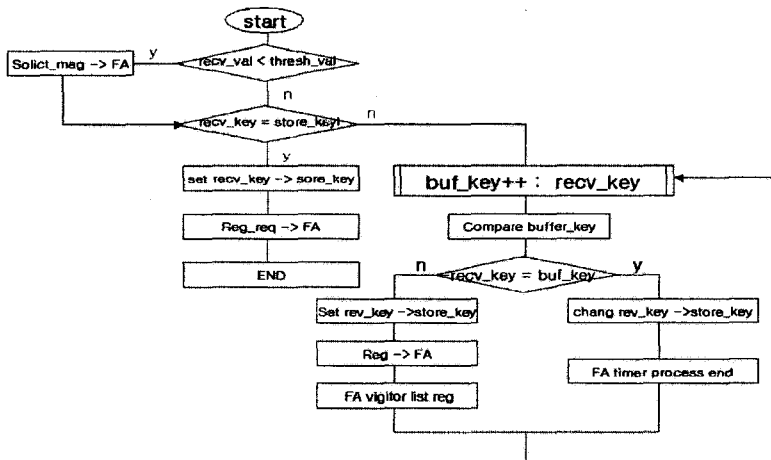 start
y
Solict_mag -> FA
recv_val < thresh_val
n
recv_key = store_key!
n
y
set recv_key -> sore_key
buf_key++ : recv_key
Reg_req -> FA
Compare buffer_key
END
n
recv_key = buf_key
y
Set rev_key ->store_key
chang rev_key ->store_key
Reg -> FA
FA timer process end
FA vigitor list reg